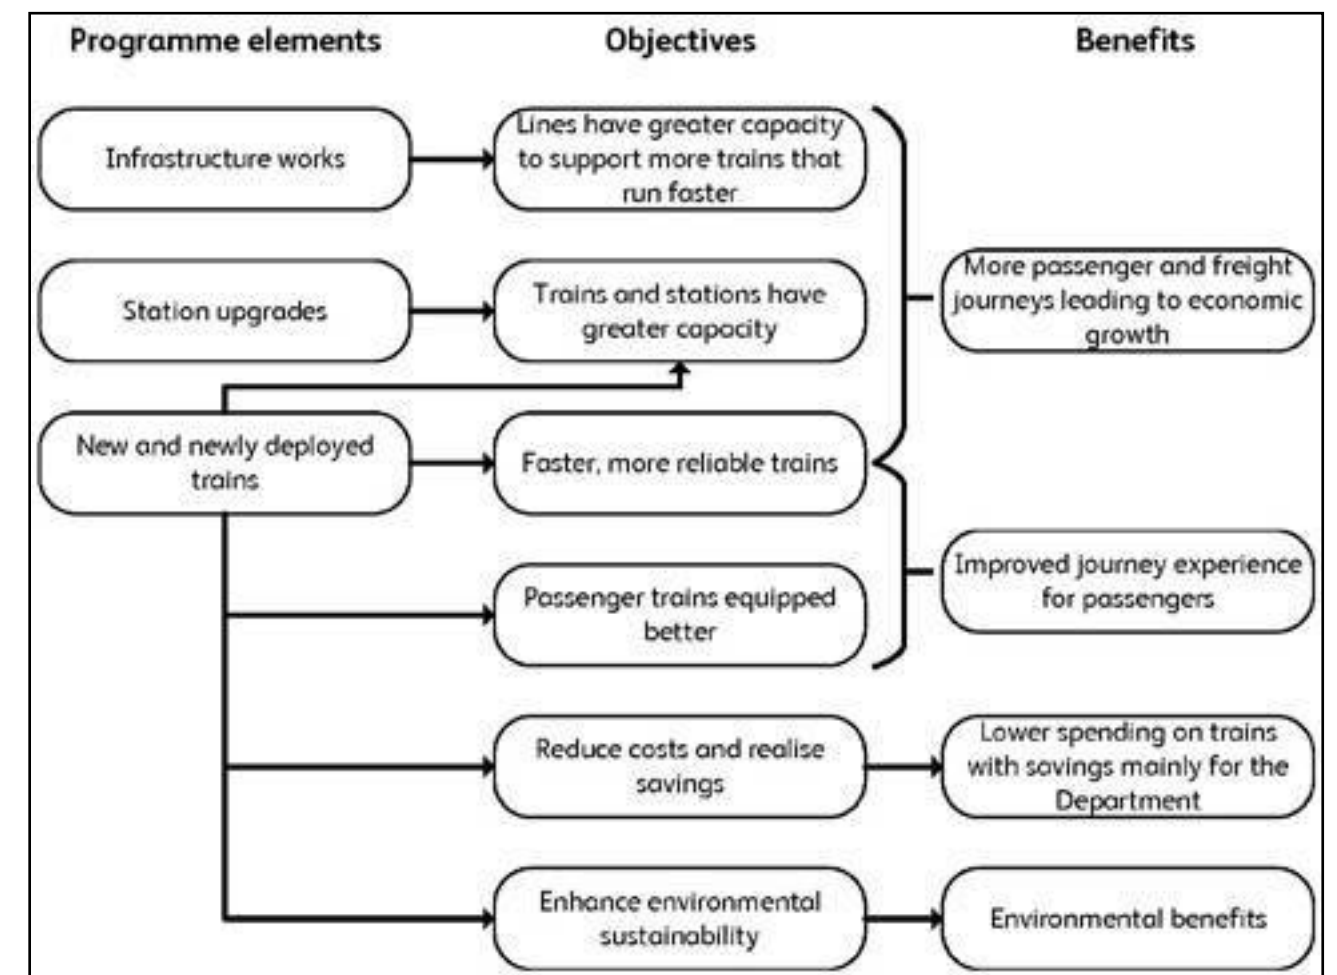 Programme elements
Objectives
Benefits
Infrastructure works
Lines have greater capacity
to support more trains that
run faster
More passenger and freight
journeys leading to economic
growth
Station upgrades
Trains and stations have
greater capacity
New and newly deployed
trains
Faster, more reliable trains
Improved journey experience
for passengers
Passenger trains equipped
better
Reduce costs and realise
savings
Lower spending on trains
with savings mainly for the
Department
Enhance environmental
sustainability
Environmental benefits